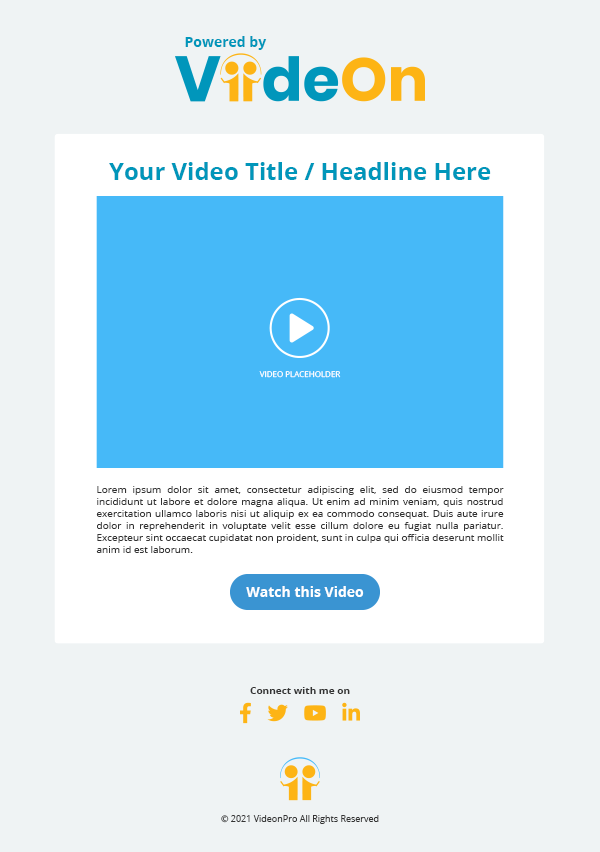 Powered by
ViideOn
Your Video Title / Headline Here
VIDEO PLACEHOLDER
Lorem ipsum dolor sit amet, consectetur adipiscing elit, sed do eiusmod tempor
incididunt ut labore et dolore magna aliqua. Ut enim ad minim veniam, quis nostrud
exercitation ullamco laboris nisi ut aliquip ex ea commodo consequat. Duis aute irure
dolor in reprehenderit in voluptate velit esse cillum dolore eu fugiat nulla pariatur.
Excepteur sint occaecat cupidatat non proident, sunt in culpa qui officia deserunt mollit
anim id est laborum.
Watch this Video
Connect with me on
© 2021 VideonPro All Rights Reserved